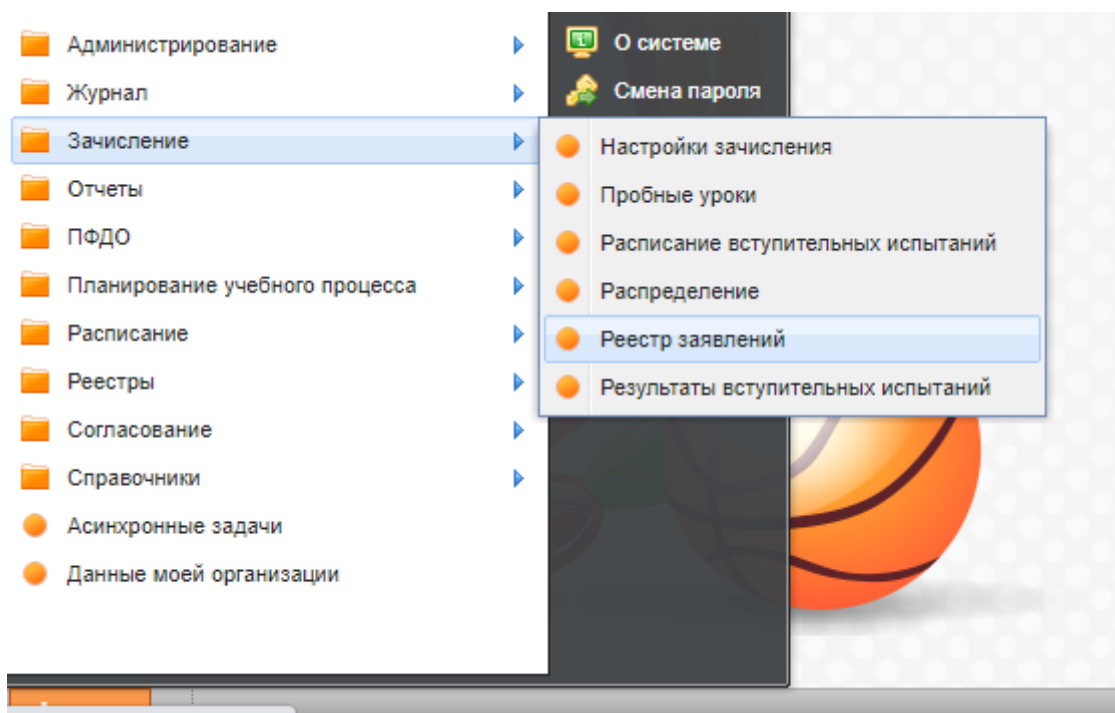 Администрирование
Журнал
Зачисление
Отчеты
ПФДО
Планирование учебного процесса
Расписание
Реестры
Согласование
Справочники
Асинхронные задачи
Данные моей организации
О системе
Смена пароля
Настройки зачисления
Пробные уроки
Расписание вступительных испытаний
Распределение
Реестр заявлений
Результаты вступительных испытаний